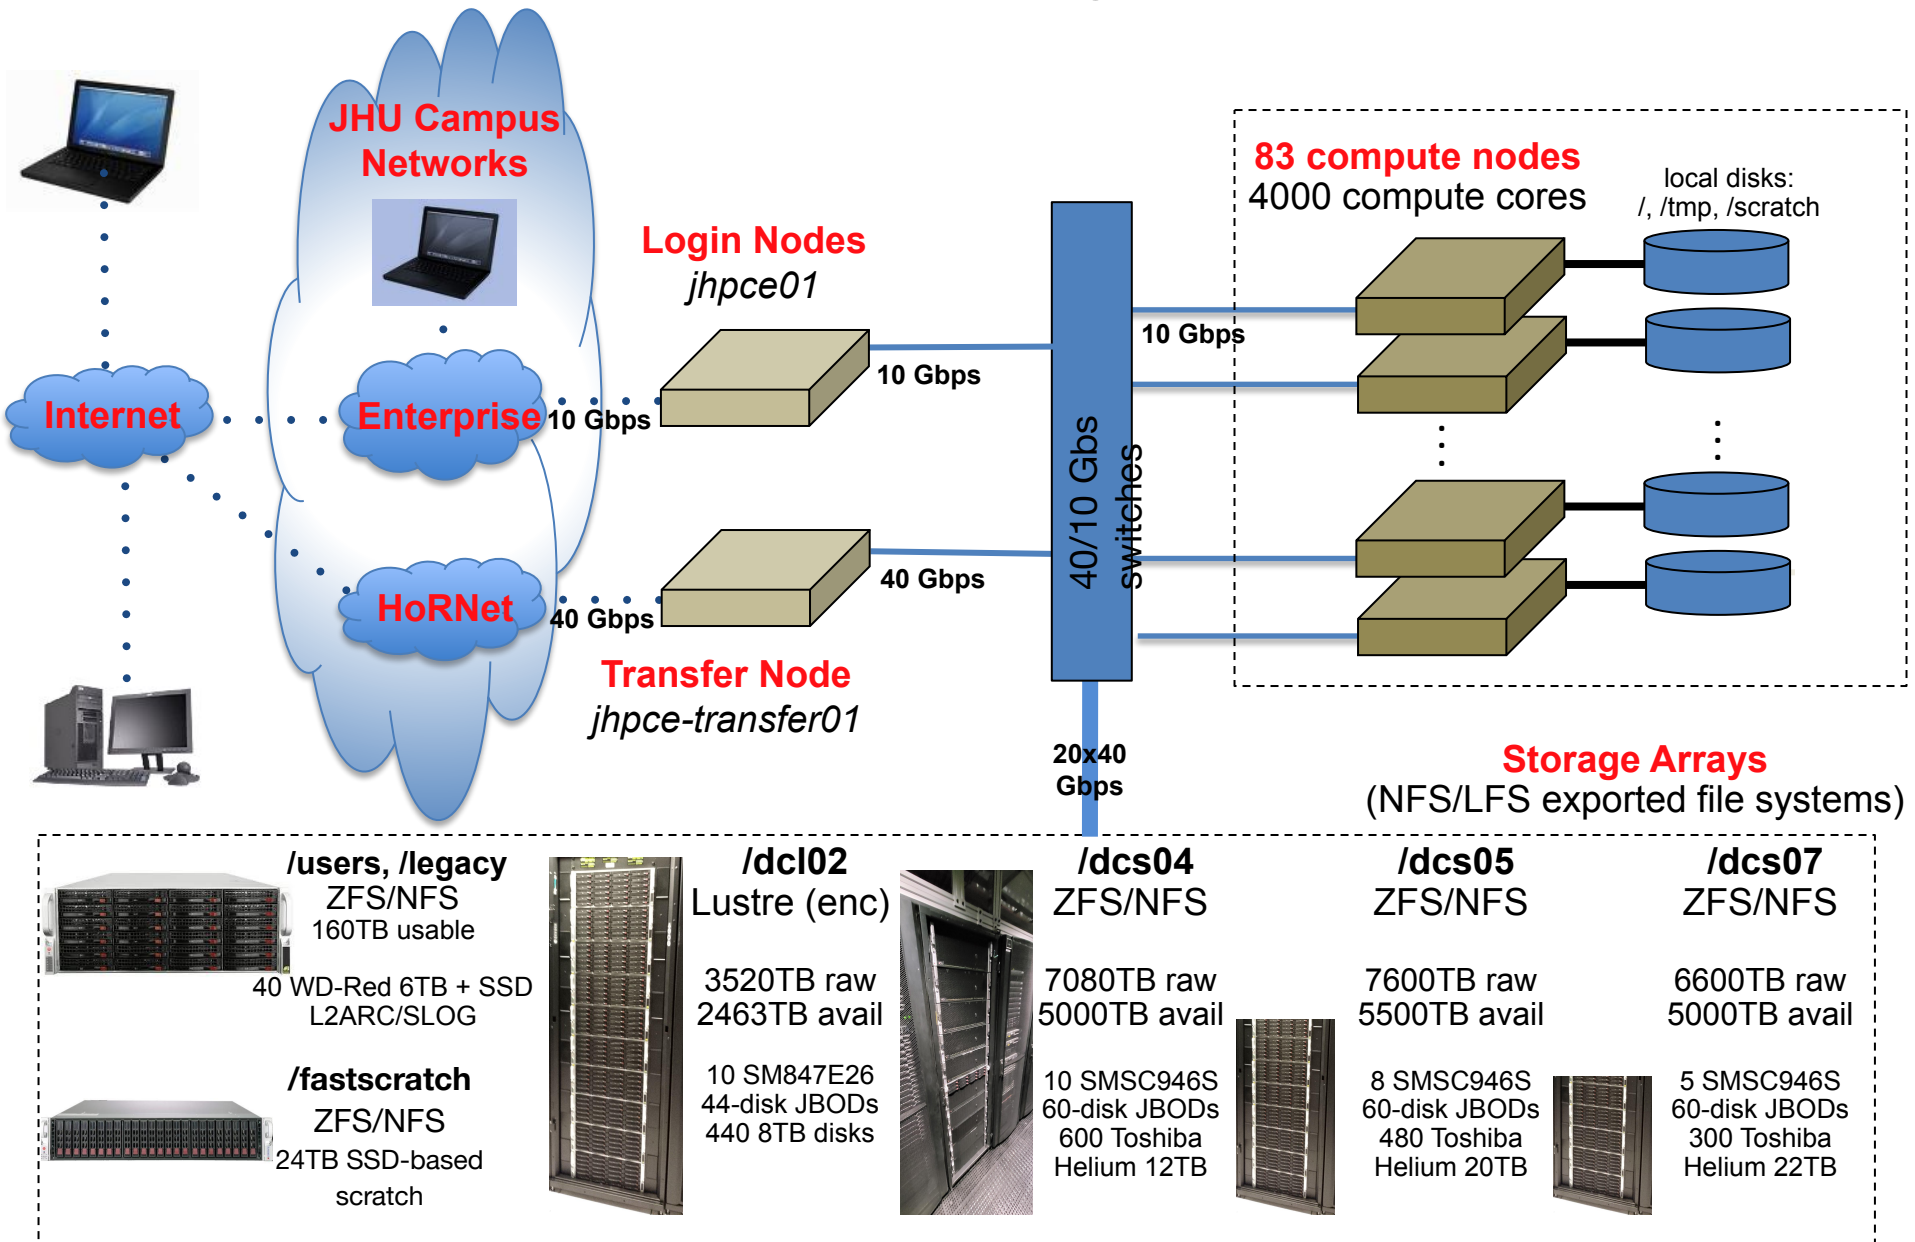 JHU Campus
Networks
Internet
Enterprise
HoRNet
10 Gbps
40 Gbps
Login Nodes
jhpce01
10 Gbps
40 Gbps
Transfer Node
jhpce-transfer01
40/10 Gbs
switches
10 Gbps
20x40
Gbps
83 compute nodes
4000 compute cores
local disks:
/, /tmp, /scratch
Storage Arrays
(NFS/LFS exported file systems)
/users, /legacy
ZFS/NFS
160TB usable
40 WD-Red 6TB + SSD
L2ARC/SLOG
/fastscratch
ZFS/NFS
24TB SSD-based
scratch
/dcl02
Lustre (enc)
3520TB raw
2463TB avail
10 SM847E26
44-disk JBODs
440 8TB disks
/dcs04
ZFS/NFS
7080TB raw
5000TB avail
10 SMSC946S
60-disk JBODs
600 Toshiba
Helium 12TB
/dcs05
ZFS/NFS
7600TB raw
5500TB avail
8 SMSC946S
60-disk JBODs
480 Toshiba
Helium 20TB
/dcs07
ZFS/NFS
6600TB raw
5000TB avail
5 SMSC946S
60-disk JBODs
300 Toshiba
Helium 22TB